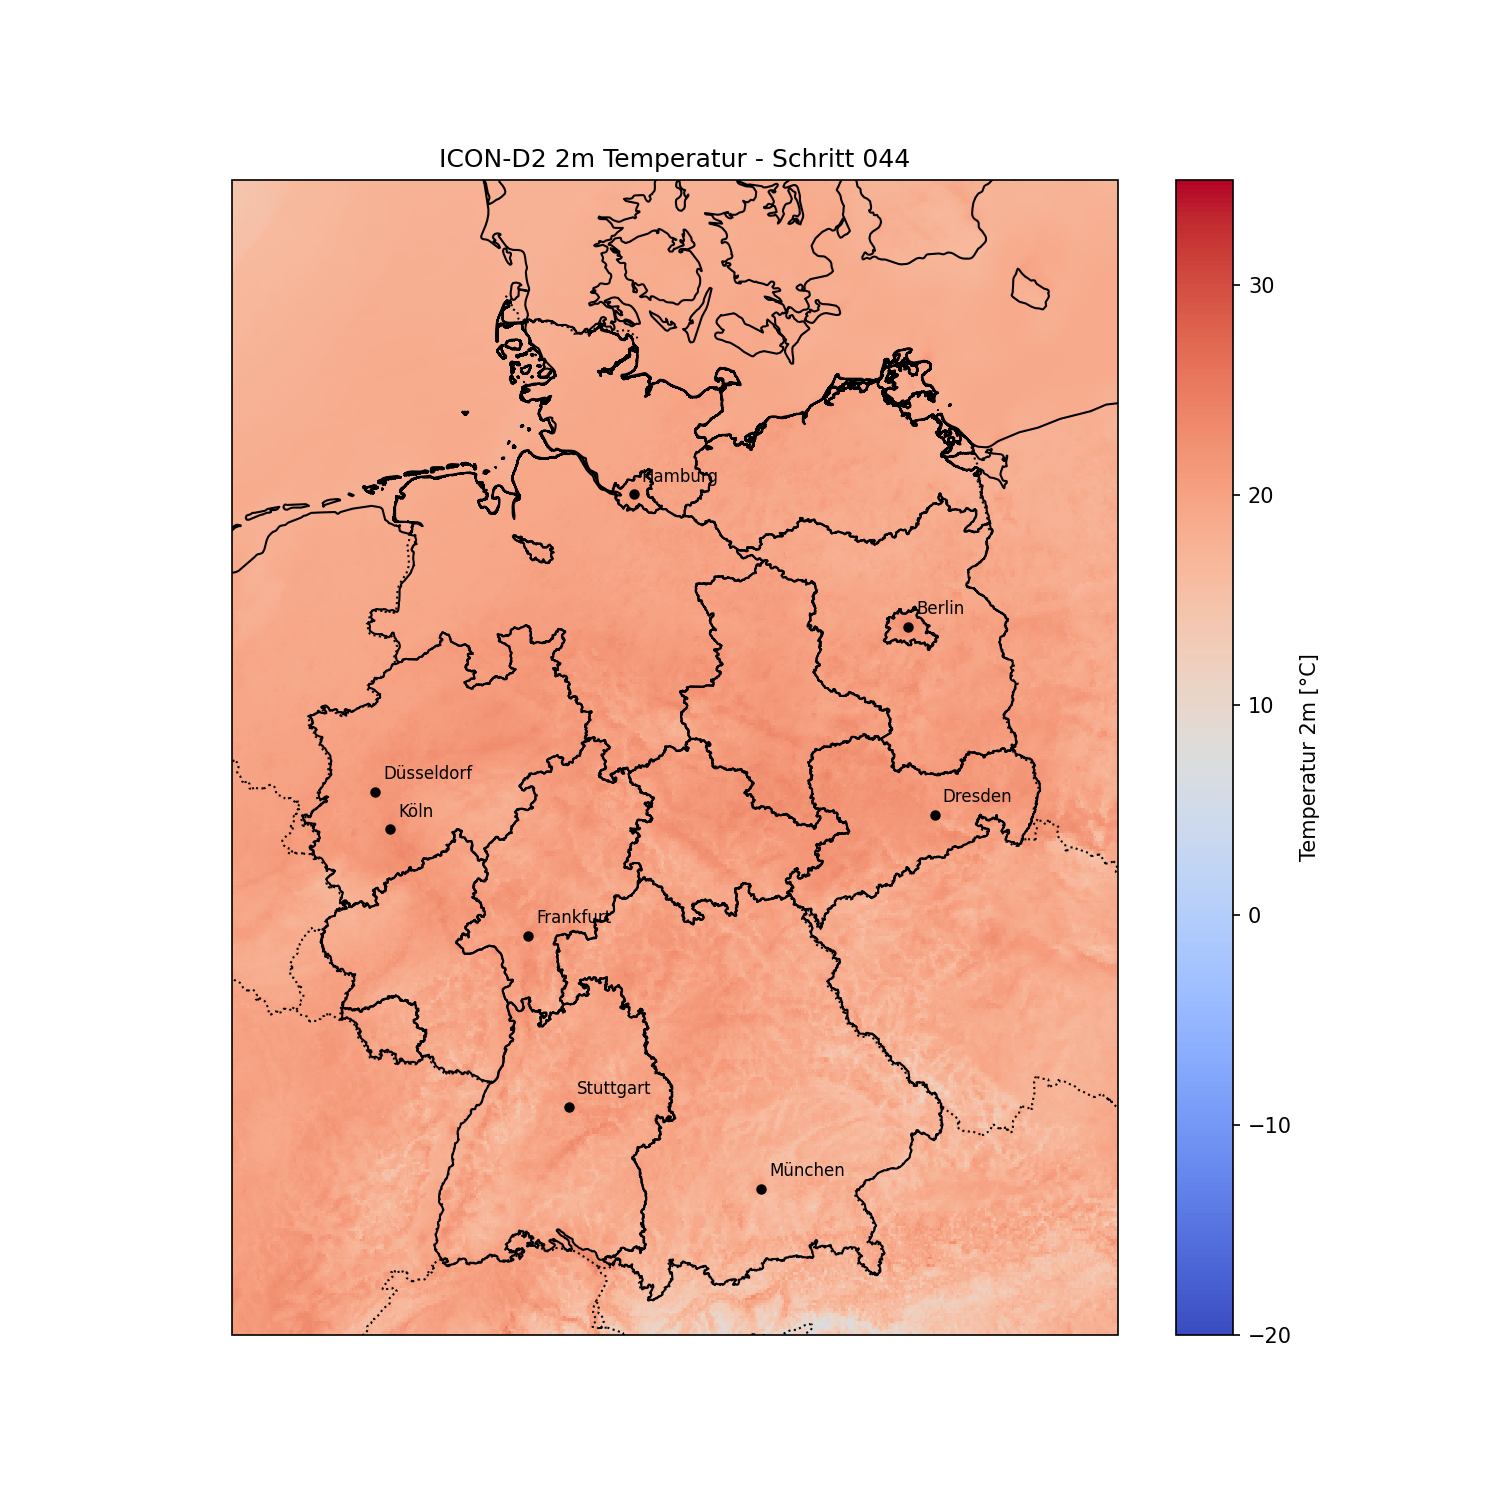 ICON-D2 2m Temperatur - Schritt 044
Hamburg
Berlin
Düsseldorf
Köln
Dresden
Frankfurt
Stuttgart
München
30
20
10
0
−10
−20
Temperatur 2m [°C]